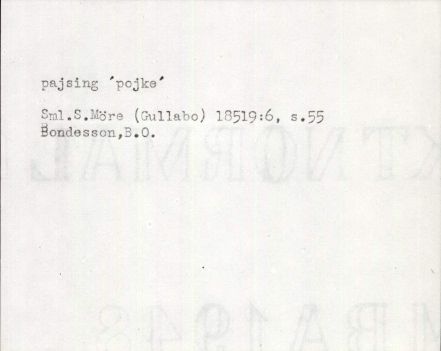 pajsing ´pojke´
Sml.S.Möre (Gullabo) 18519:6, s.55
Bondesson,B.O.